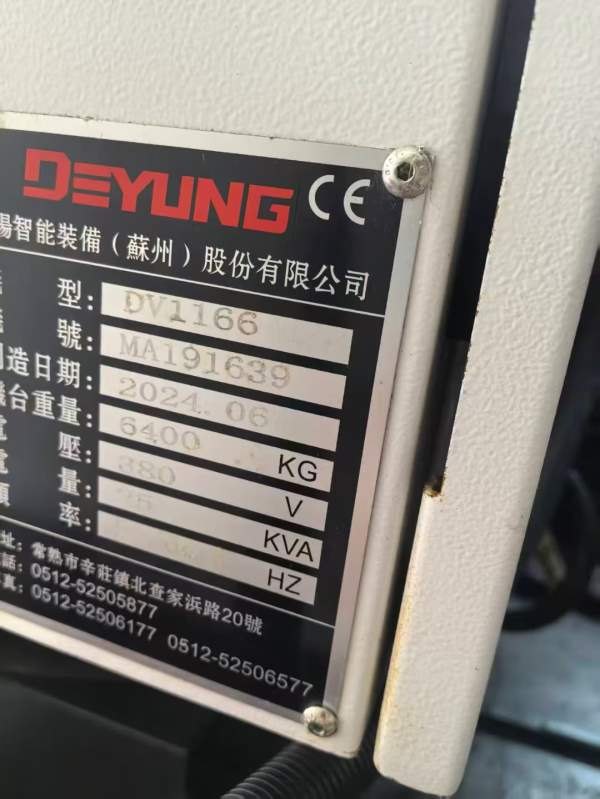 DEYUNG CE
陽智能裝備(蘇州)股份有限公司
型: DV1166
號: MA191639
造日期: 2024.06
機台重量: 6400 KG
電壓: 380 V
量: 25 KVA
率: HZ
址: 常熟市辛莊鎮北查家浜路20號
話: 0512-52505877
真: 0512-52506177 0512-52506577